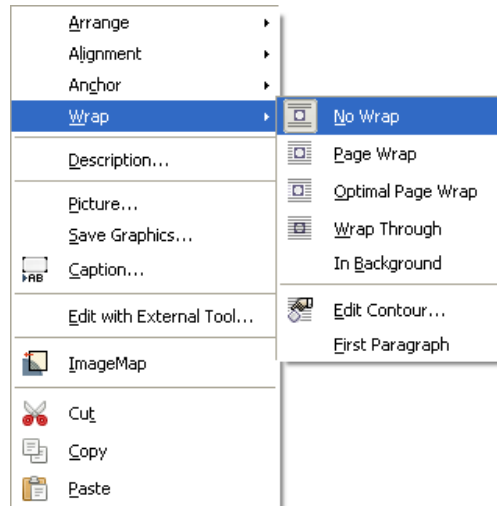 Arrange
Alignment
Anchor
Wrap
Description...
Picture...
Save Graphics...
AB
Caption...
Edit with External Tool...
ImageMap
Cut
Copy
Paste
No Wrap
Page Wrap
Optimal Page Wrap
Wrap Through
In Background
Edit Contour...
First Paragraph